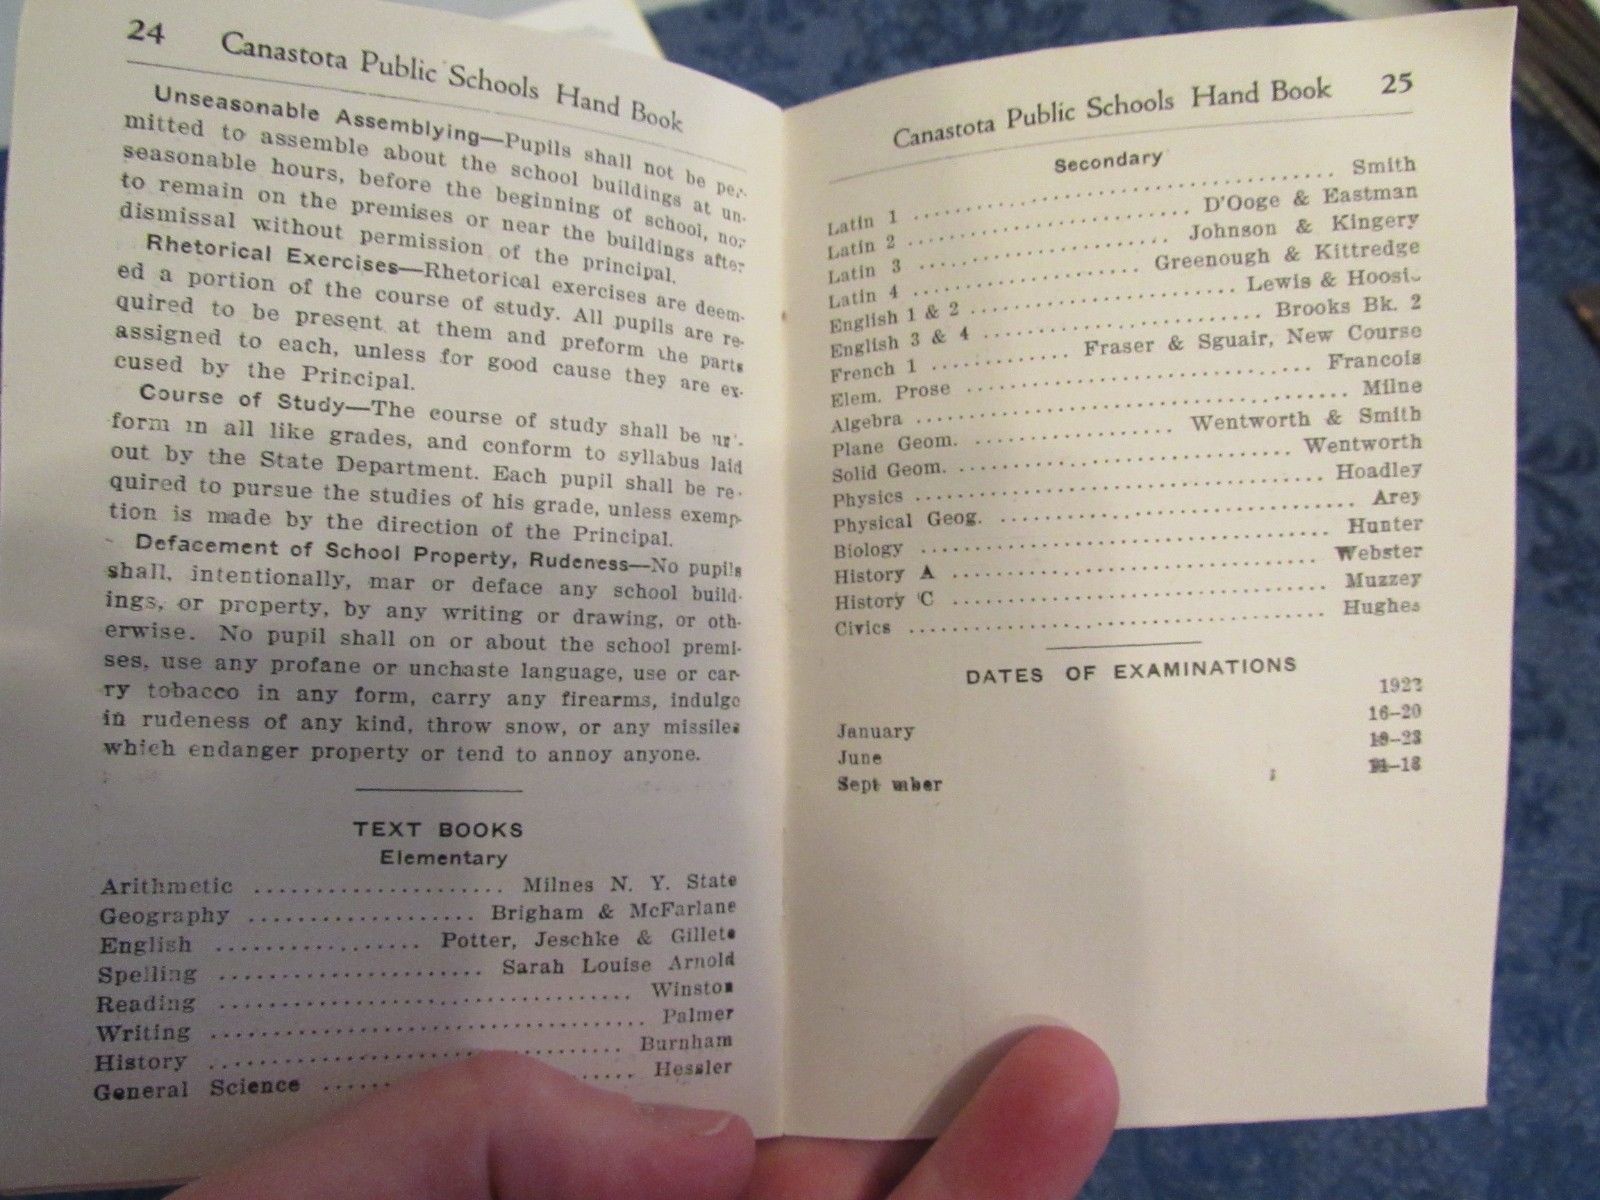 24 Canastota Public Schools Hand Book
Unseasonable Assemblying—Pupils shall not be per-
mitted to assemble about the school buildings at un-
seasonable hours, before the beginning of school, nor
to remain on the premises or near the buildings after
dismissal without permission of the principal.
Rhetorical Exercises—Rhetorical exercises are deem-
ed a portion of the course of study. All pupils are re-
quired to be present at them and preform the parts
assigned to each, unless for good cause they are ex-
cused by the Principal.
Course of Study—The course of study shall be uni-
form in all like grades, and conform to syllabus laid
out by the State Department. Each pupil shall be re-
quired to pursue the studies of his grade, unless exemp-
tion is made by the direction of the Principal.
Defacement of School Property, Rudeness—No pupils
shall, intentionally, mar or deface any school build-
ings, or property, by any writing or drawing, or oth-
erwise. No pupil shall on or about the school premi-
ses, use any profane or unchaste language, use or car-
ry tobacco in any form, carry any firearms, indulge
in rudeness of any kind, throw snow, or any missiles
which endanger property or tend to annoy anyone.
TEXT BOOKS
Elementary
Arithmetic ........................ Milnes N. Y. State
Geography ................... Brigham & McFarlane
English ................. Potter, Jeschke & Gillete
Spelling ...................... Sarah Louise Arnold
Reading .................................. Winston
Writing .................................... Palmer
History .................................. Burnham
General Science ........ Hessler
Canastota Public Schools Hand Book 25
Secondary
Latin 1 .................................. Smith
Latin 2 ........................ D'Ooge & Eastman
Latin 3 ..................... Johnson & Kingery
Latin 4 ................... Greenough & Kittredge
English 1 & 2 ....................... Lewis & Hoosic
English 3 & 4 ........................ Brooks Bk. 2
French 1 ........... Fraser & Sguair, New Course
Elem. Prose ............................. Francois
Algebra .................................... Milne
Plane Geom. .................. Wentworth & Smith
Solid Geom. .............................. Wentworth
Physics .................................. Hoadley
Physical Geog. .............................. Arey
Biology .................................. Hunter
History A ................................ Webster
History C ................................ Muzzey
Civics .................................. Hughes
DATES OF EXAMINATIONS
January 16–20
June
September